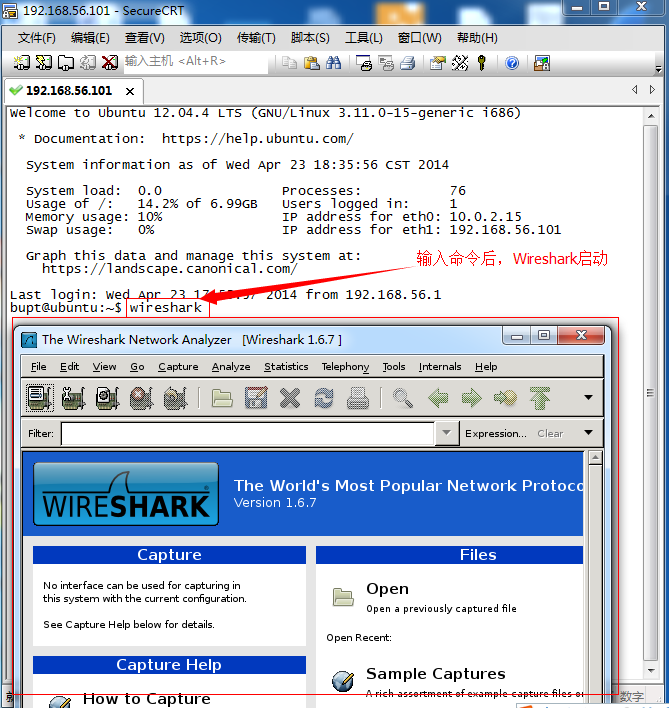 192.168.56.101 - SecureCRT
文件(F) 编辑(E) 查看(V) 选项(O) 传输(T) 脚本(S) 工具(L) 窗口(W) 帮助(H)
输入主机 <Alt+R>
192.168.56.101
Welcome to Ubuntu 12.04.4 LTS (GNU/Linux 3.11.0-15-generic i686)
* Documentation: https://help.ubuntu.com/
System information as of Wed Apr 23 18:35:56 CST 2014
System load: 0.0 Processes: 76
Usage of /: 14.2% of 6.99GB Users logged in: 1
Memory usage: 10% IP address for eth0: 10.0.2.15
Swap usage: 0% IP address for eth1: 192.168.56.101
Graph this data and manage this system at:
https://landscape.canonical.com/
输入命令后，Wireshark启动
Last login: Wed Apr 23 2014 from 192.168.56.1
bupt@ubuntu:~$ wireshark
The Wireshark Network Analyzer [Wireshark 1.6.7 ]
File Edit View Go Capture Analyze Statistics Telephony Tools Internals Help
Filter: Expression... Clear
WIRESHARK
The World's Most Popular Network Protoco
Version 1.6.7
Capture
No interface can be used for capturing in
this system with the current configuration.
See Capture Help below for details.
Capture Help
How to Capture
Files
Open
Open a previously captured file
Open Recent:
Sample Captures
A rich assortment of example capture files
数字